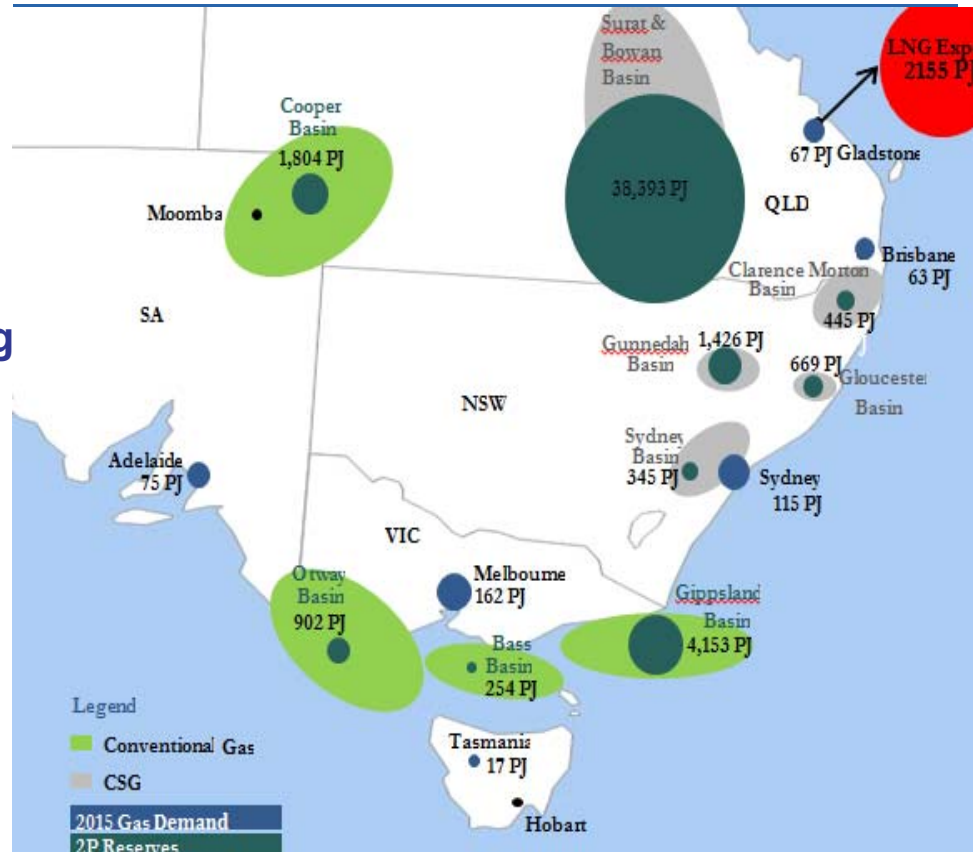 Surat &
Bowan
Basin
LNG Exp
2155 PJ
Cooper
Basin
1,804 PJ
67 PJ Gladstone
Moomba
38,393 PJ
QLD
Brisbane
63 PJ
Clarence Morton
Basin
445 PJ
SA
g
Gunnedah
Basin
1,426 PJ
669 PJ
Gloucester
Basin
NSW
Sydney
Basin
345 PJ
Adelaide
75 PJ
Sydney
115 PJ
VIC
Otway
Basin
902 PJ
Melbourne
162 PJ
Gippsland
Basin
4,153 PJ
Bass
Basin
254 PJ
Legend
Conventional Gas
CSG
2015 Gas Demand
2P Reserves
Tasmania
17 PJ
Hobart